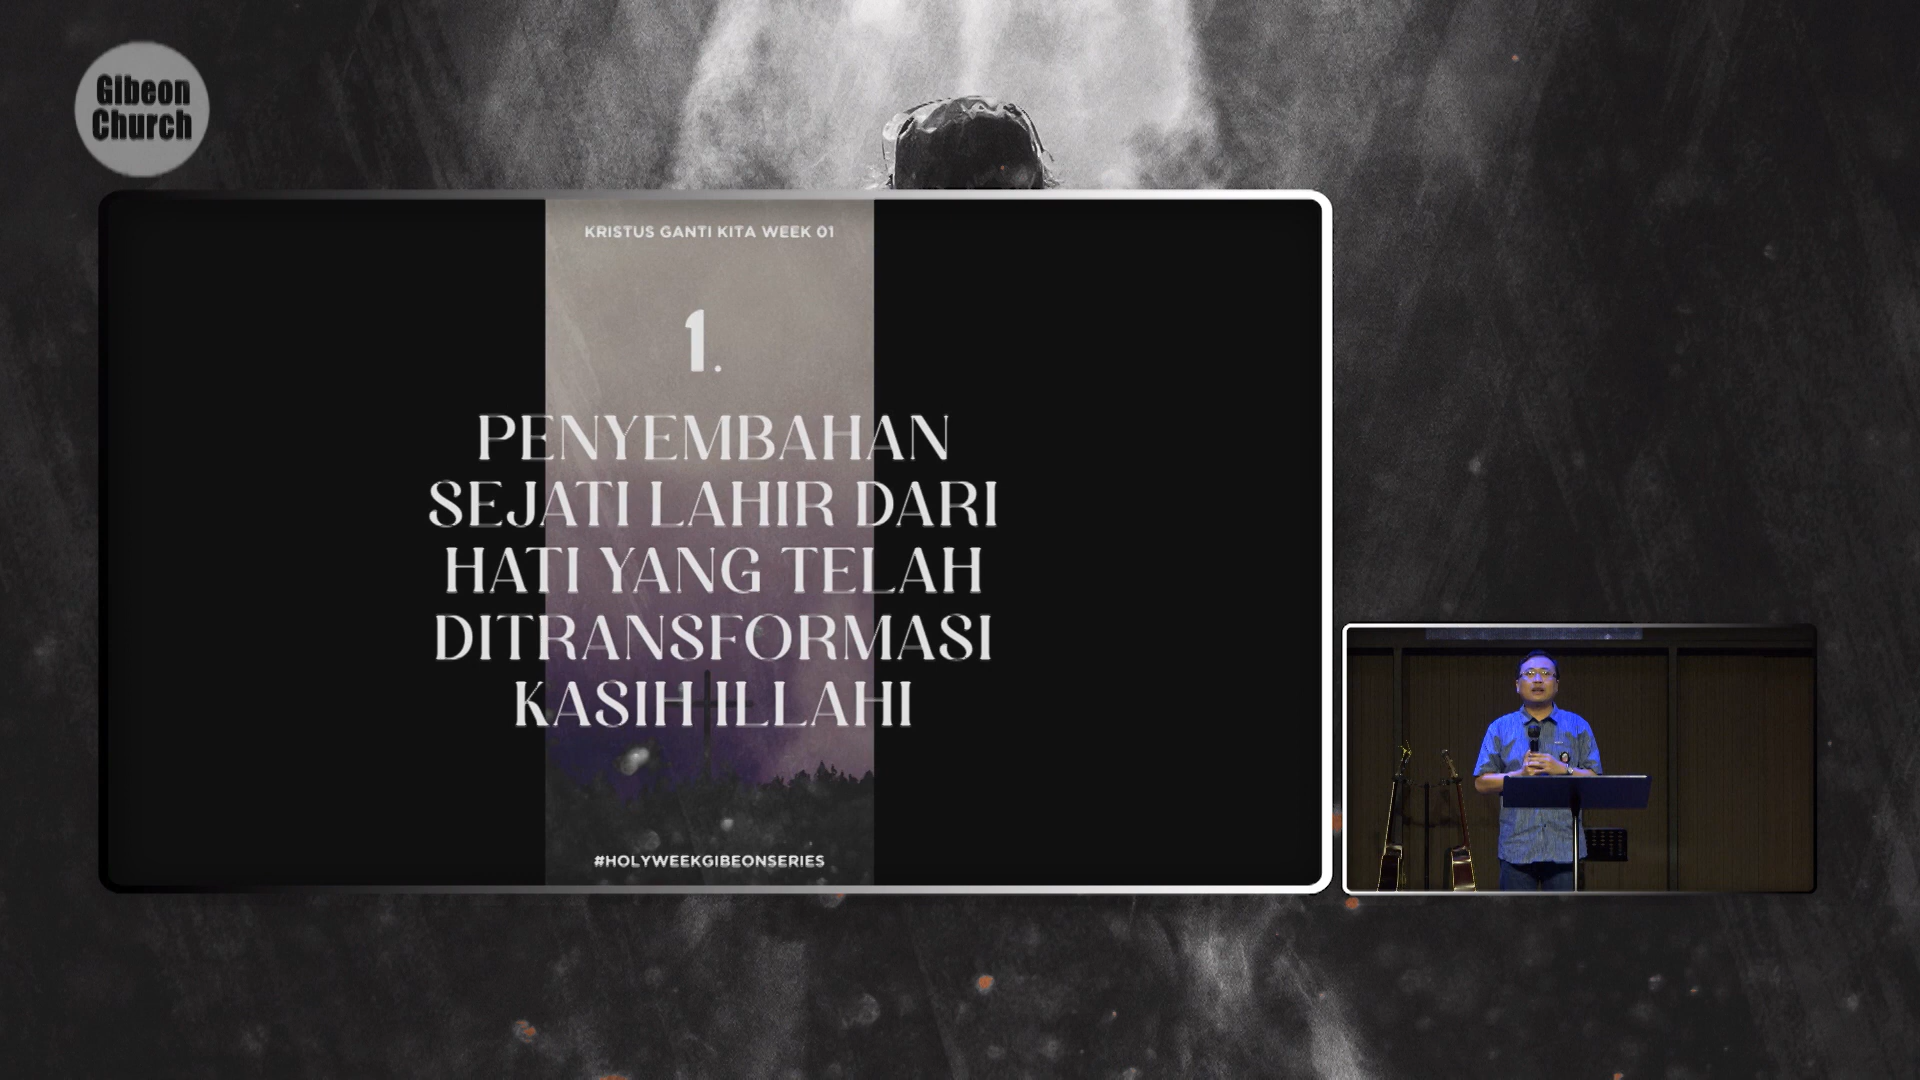 Gibeon
Church
KRISTUS GANTI KITA WEEK 01
1.
PENYEMBAHAN
SEJATI LAHIR DARI
HATI YANG TELAH
DITRANSFORMASI
KASIH ILLAHI
#HOLYWEEKGIBEONSERIES